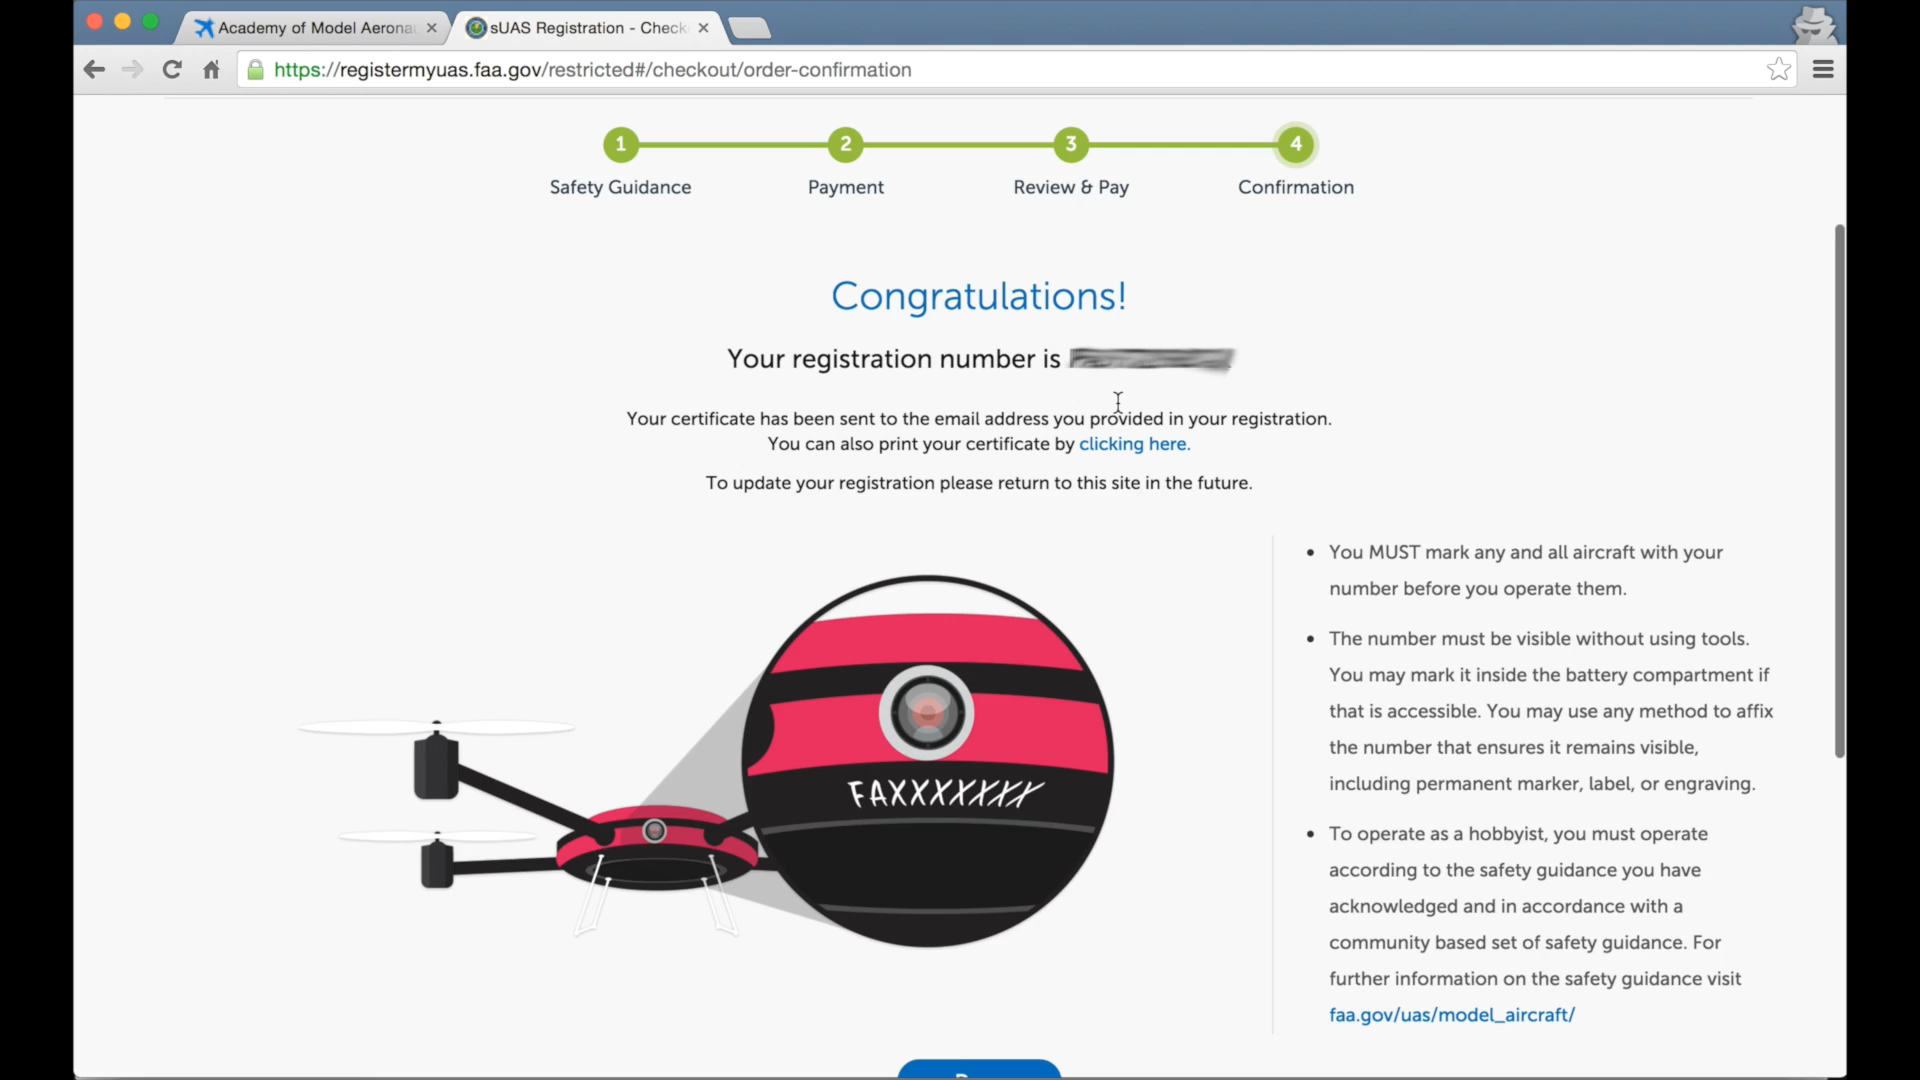 Academy of Model Aerona
sUAS Registration - Check
https://registermyuas.faa.gov/restricted#/checkout/order-confirmation
1 2 3 4
Safety Guidance Payment Review & Pay Confirmation
Congratulations!
Your registration number is
Your certificate has been sent to the email address you provided in your registration.
You can also print your certificate by clicking here.
To update your registration please return to this site in the future.
FAXXXXXXXX
• You MUST mark any and all aircraft with your
number before you operate them.
• The number must be visible without using tools.
You may mark it inside the battery compartment if
that is accessible. You may use any method to affix
the number that ensures it remains visible,
including permanent marker, label, or engraving.
• To operate as a hobbyist, you must operate
according to the safety guidance you have
acknowledged and in accordance with a
community based set of safety guidance. For
further information on the safety guidance visit
faa.gov/uas/model_aircraft/